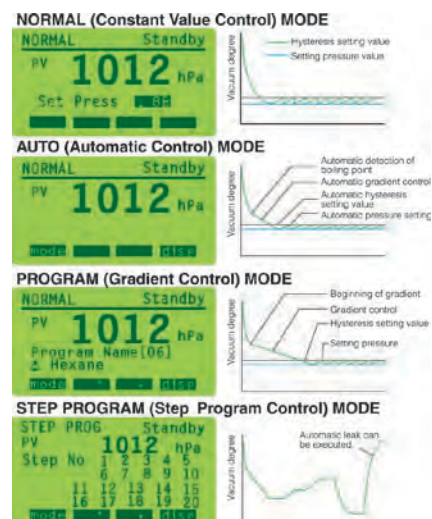 NORMAL (Constant Value Control) MODE
NORMAL Standby
PV 1012 hPa
Set Press
Vacuum degree
Hysteresis setting value
Setting pressure value
AUTO (Automatic Control) MODE
NORMAL Standby
PV 1012 hPa
mode disp
Vacuum degree
Automatic detection of
boiling point
Automatic gradient control
Automatic hysteresis
setting value
Automatic pressure setting
PROGRAM (Gradient Control) MODE
NORMAL Standby
PV 1012 hPa
Program Name[06]
Hexane
mode disp
Vacuum degree
Beginning of gradient
Gradient control
Hysteresis setting value
Setting pressure
STEP PROGRAM (Step Program Control) MODE
STEP PROG Standby
PV 1012 hPa
Step No 1 2 3 4 5
6 7 8 9 10
11 12 13 14 15
16 17 18 19 20
mode disp
Vacuum degree
Automatic leak can
be executed.